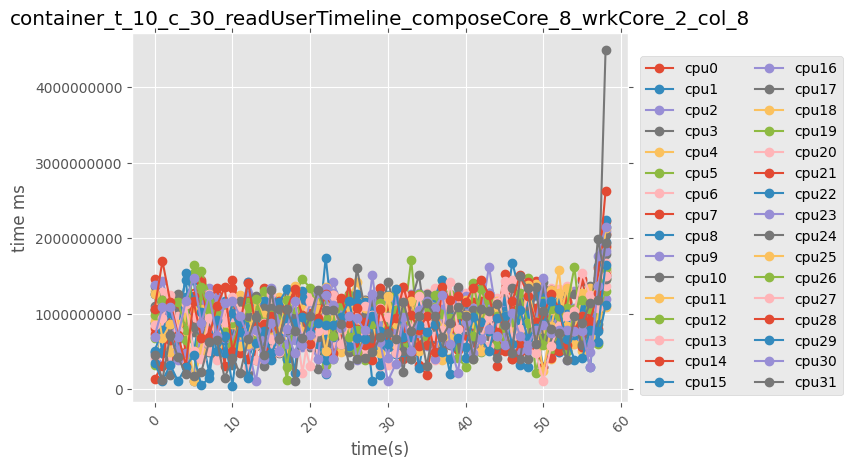 container_t_10_c_30_readUserTimeline_composeCore_8_wrkCore_2_col_8
time ms
4000000000
3000000000
2000000000
1000000000
0
0
10
20
30
40
50
60
time(s)
cpu0
cpu1
cpu2
cpu3
cpu4
cpu5
cpu6
cpu7
cpu8
cpu9
cpu10
cpu11
cpu12
cpu13
cpu14
cpu15
cpu16
cpu17
cpu18
cpu19
cpu20
cpu21
cpu22
cpu23
cpu24
cpu25
cpu26
cpu27
cpu28
cpu29
cpu30
cpu31